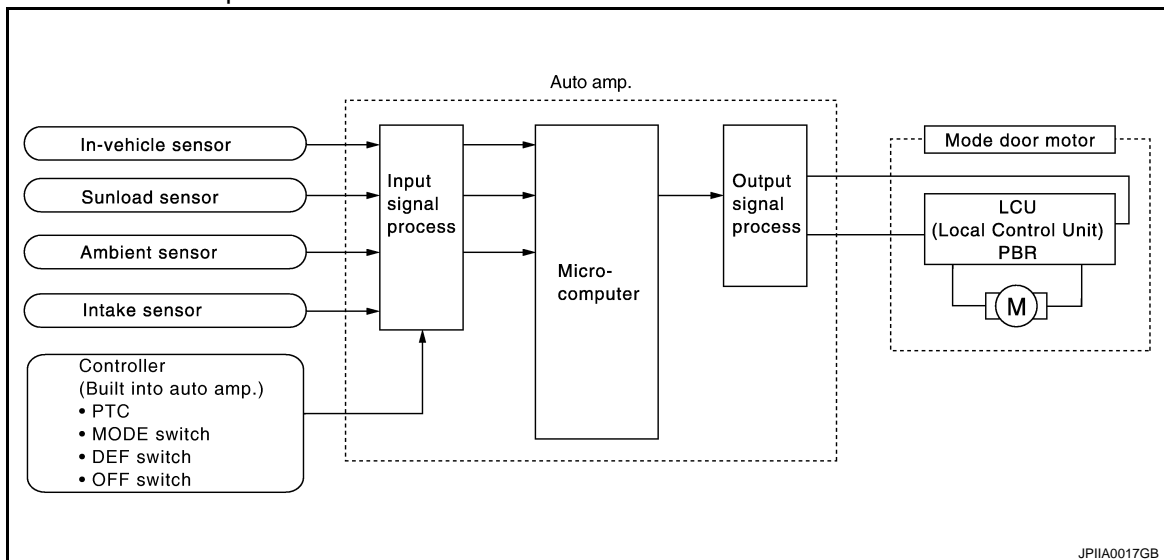 Auto amp.
In-vehicle sensor
Sunload sensor
Ambient sensor
Intake sensor
Controller
(Built into auto amp.)
• PTC
• MODE switch
• DEF switch
• OFF switch
Input
signal
process
Micro-
computer
Output
signal
process
Mode door motor
LCU
(Local Control Unit)
PBR
M
JPIIA0017GB